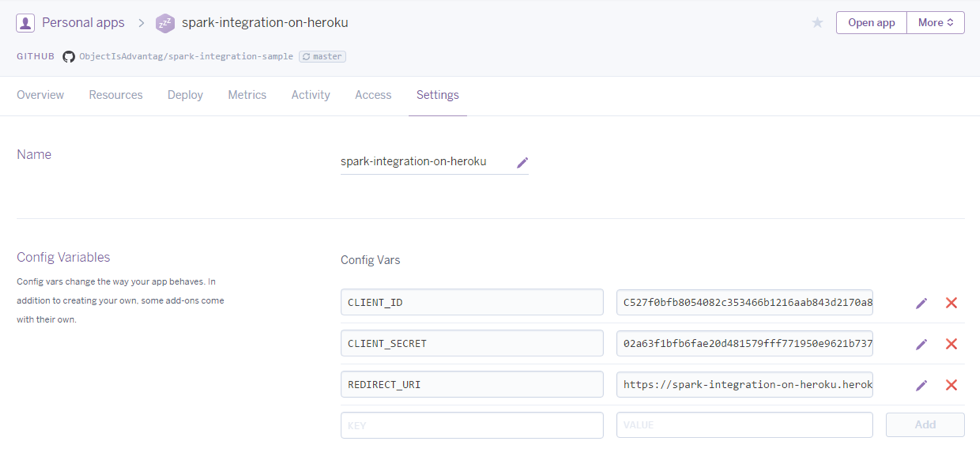 Personal apps > spark-integration-on-heroku
Open app
More
GITHUB ObjectIsAdvantag/spark-integration-sample master
Overview Resources Deploy Metrics Activity Access Settings
Name
spark-integration-on-heroku
Config Variables
Config vars change the way your app behaves. In
addition to creating your own, some add-ons come
with their own.
Config Vars
CLIENT_ID C527f0bfb8054082c353466b1216aab843d2170a8
CLIENT_SECRET 02a63f1bfb6fae20d481579fff771950e9621b737
REDIRECT_URI https://spark-integration-on-heroku.herok
KEY VALUE Add